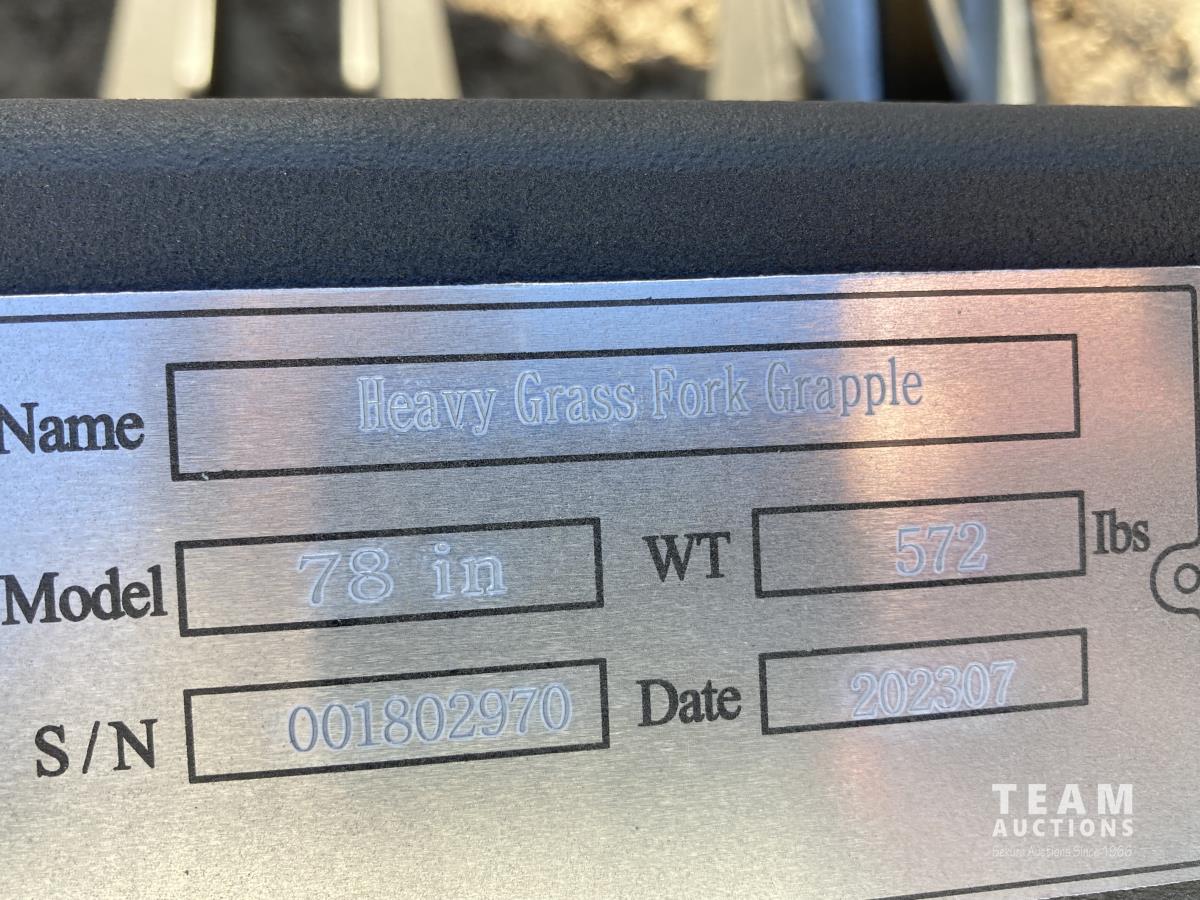 Name Heavy Grass Fork Grapple
Model 78 in WT 572 lbs
S/N 001802970 Date 202307
TEAM
AUCTIONS